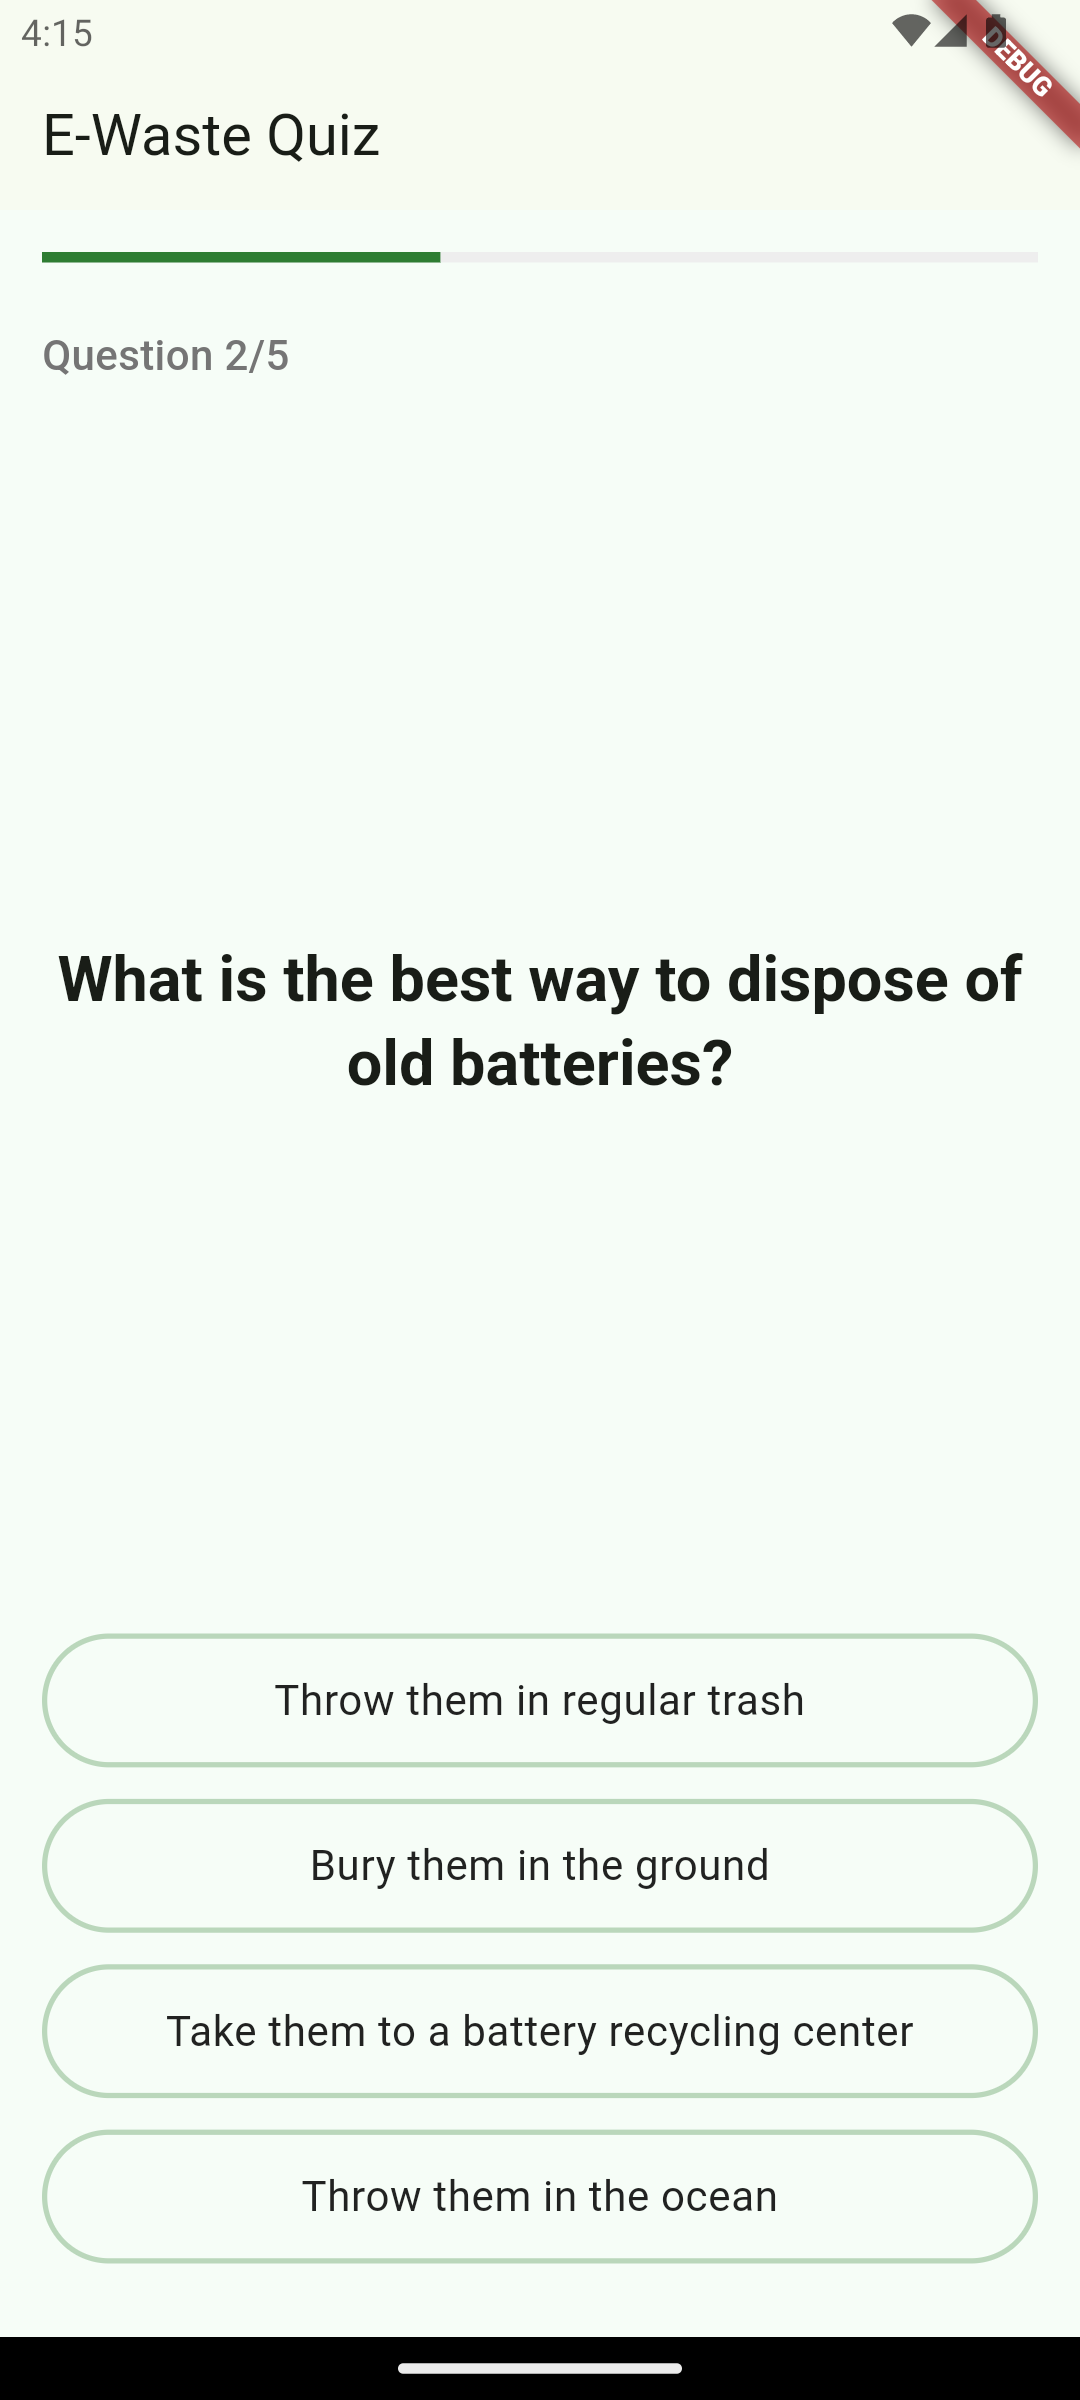 4:15
DEBUG
E-Waste Quiz
Question 2/5
What is the best way to dispose of
old batteries?
Throw them in regular trash
Bury them in the ground
Take them to a battery recycling center
Throw them in the ocean